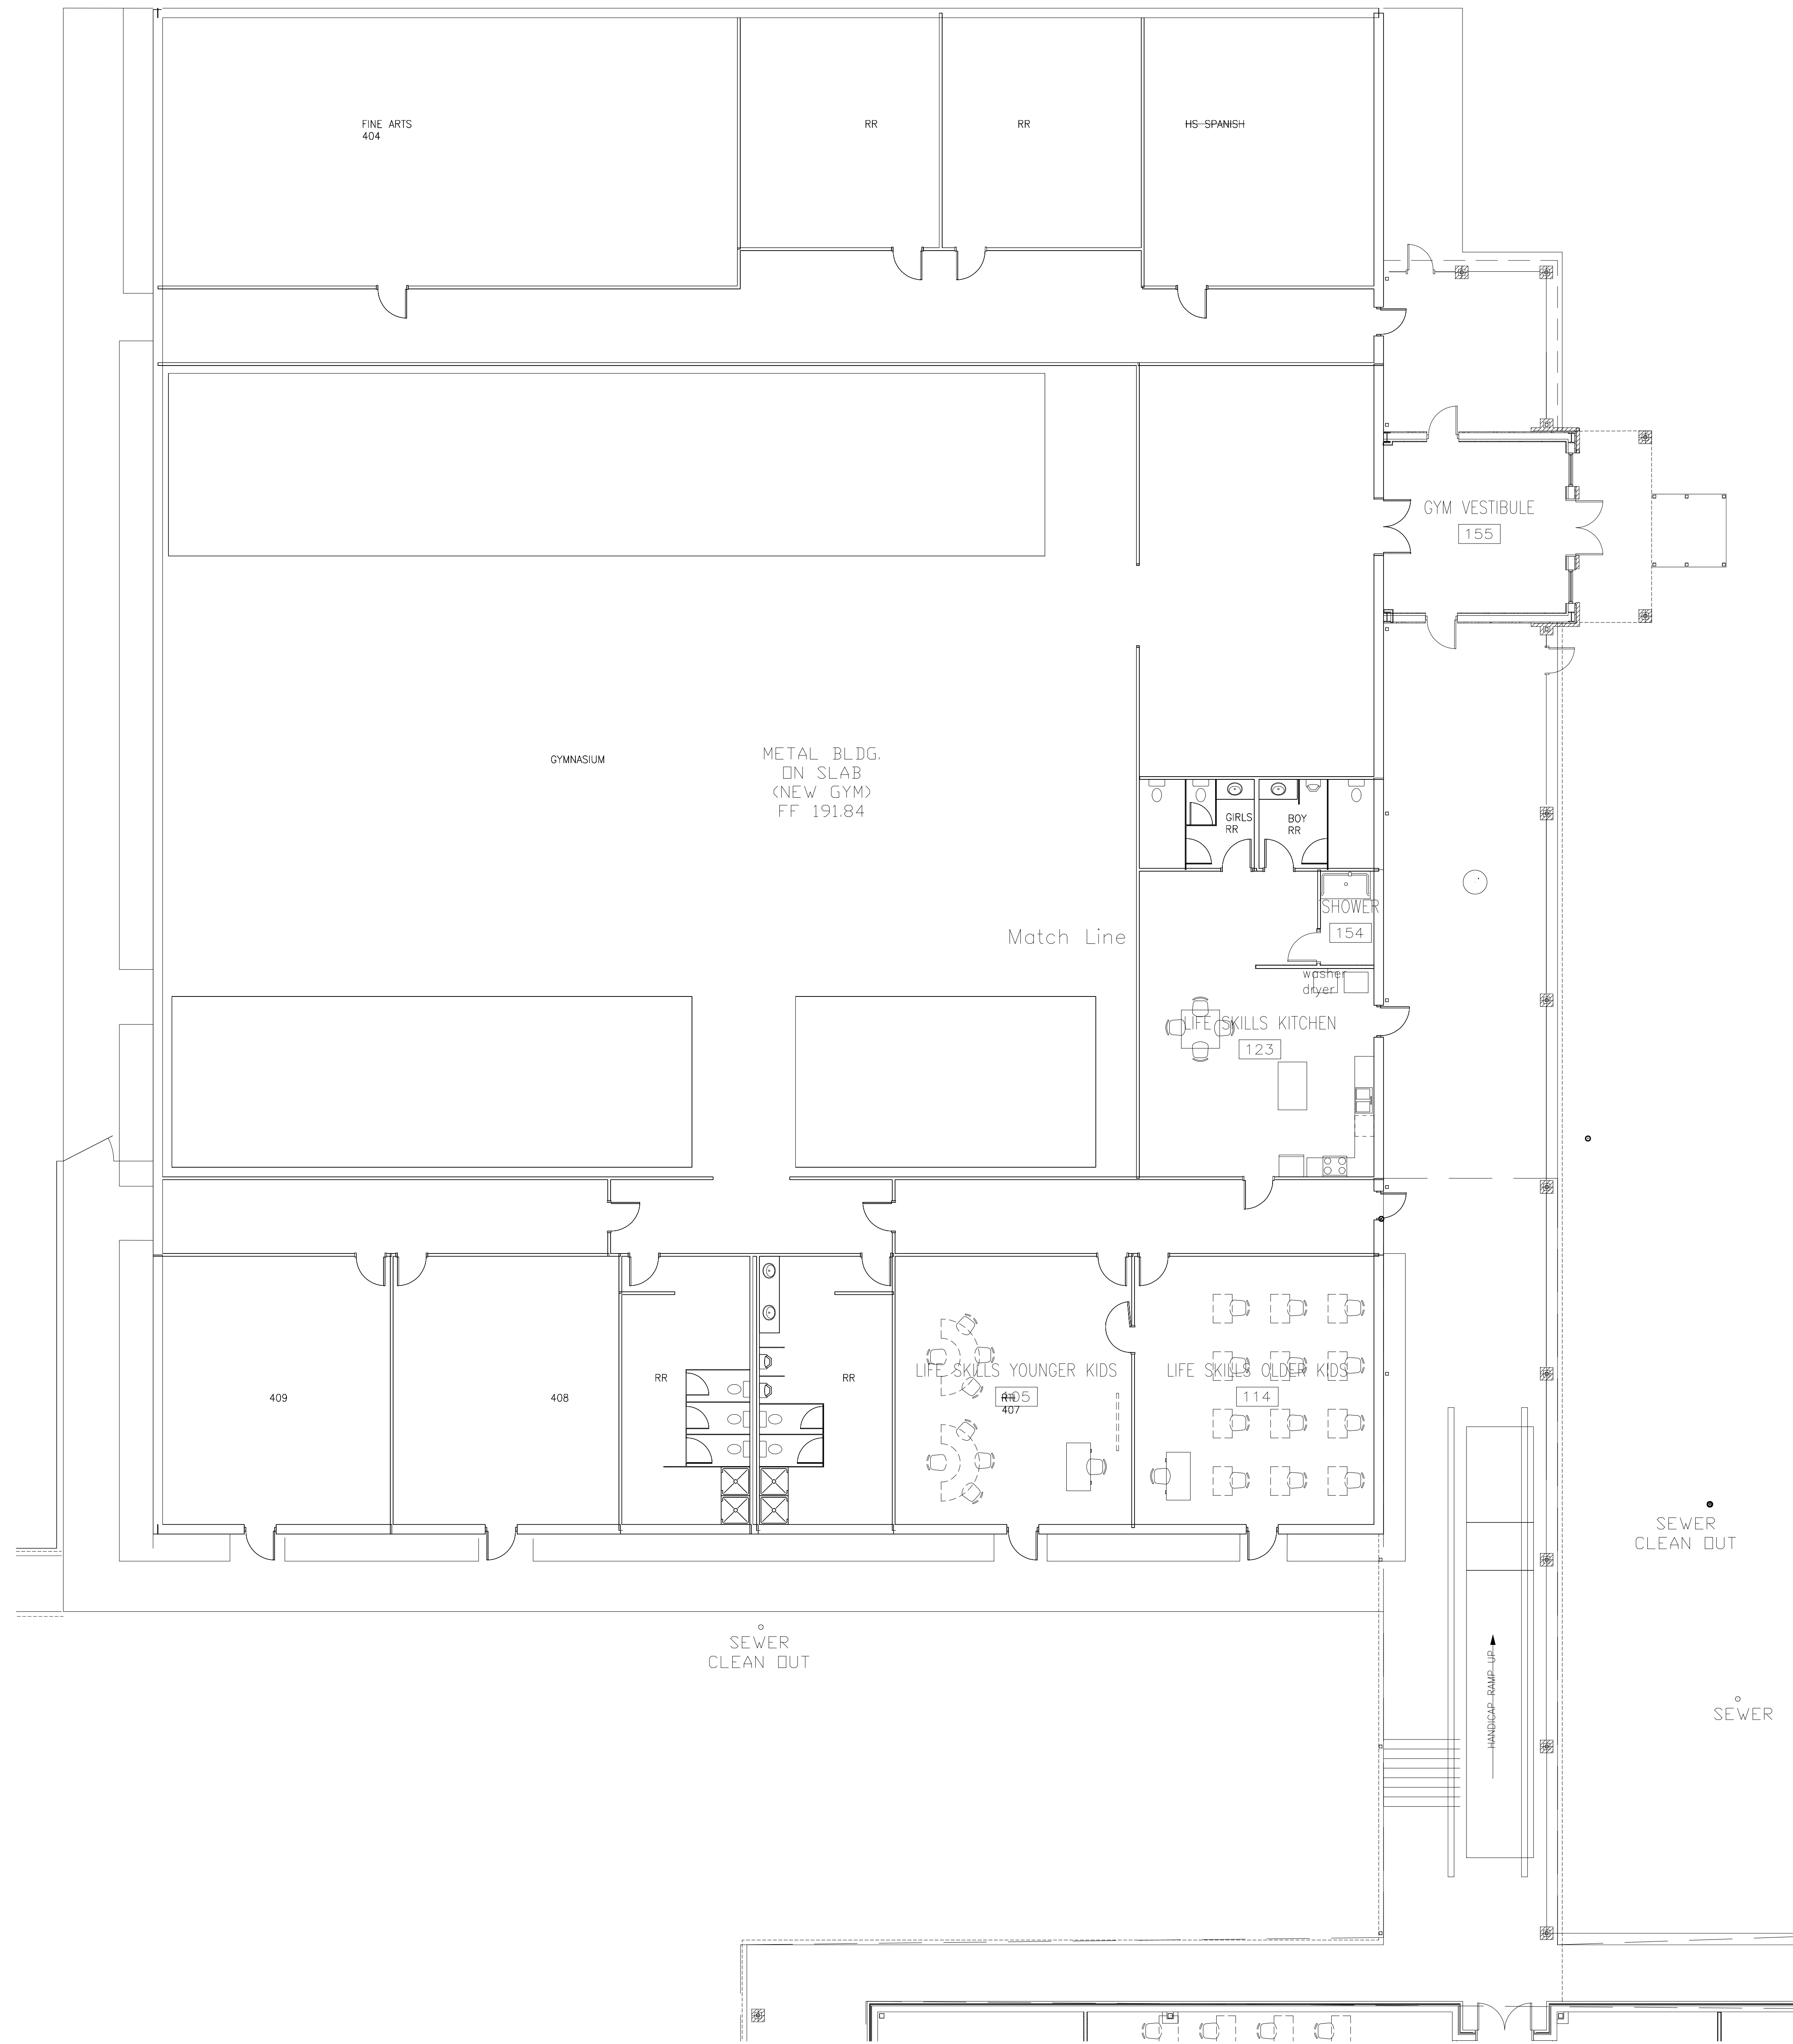 FINE ARTS
404
RR
RR
HS SPANISH
GYM VESTIBULE
155
GYMNASIUM
METAL BLDG.
ON SLAB
(NEW GYM)
FF 191.84
GIRLS
RR
BOY
RR
SHOWER
154
Match Line
washer
dryer
LIFE SKILLS KITCHEN
123
LIFE SKILLS YOUNGER KIDS
LIFE SKILLS OLDER KIDS
RR
RR
409
408
105
114
407
SEWER
CLEAN OUT
SEWER
CLEAN OUT
HANDICAP RAMP UP
SEWER